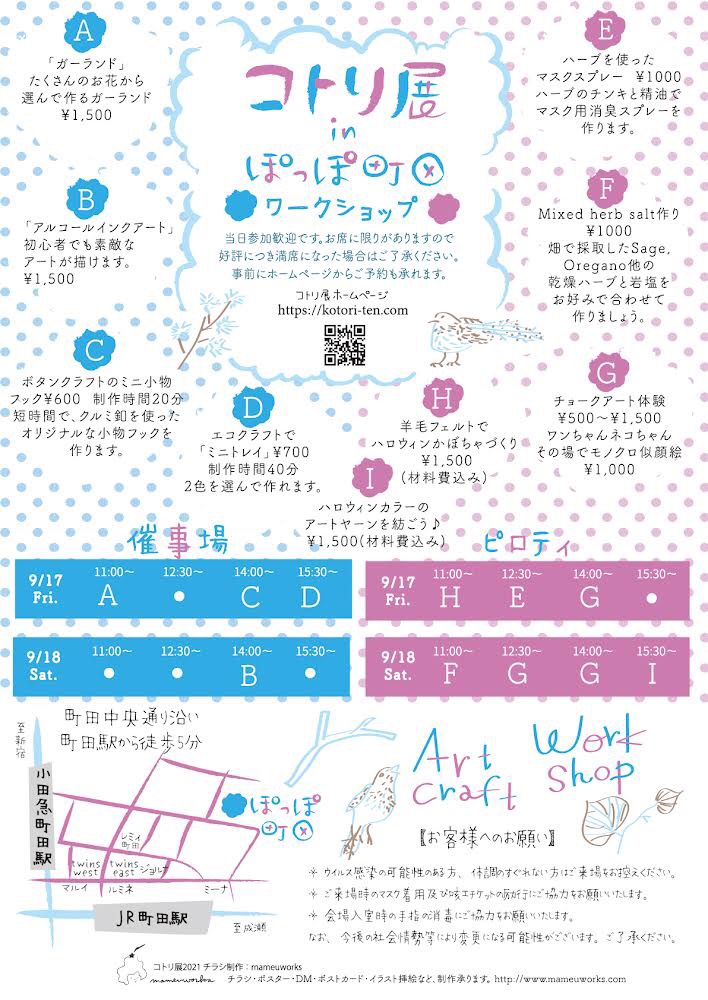 A
「ガーランド」
たくさんのお花から
選んで作るガーランド
¥1,500
B
「アルコールインクアート」
初心者でも素敵な
アートが描けます。
¥1,500
C
ボタンクラフトのミニ小物
フック¥600 制作時間20分
短時間で、クルミ釦を使った
オリジナルな小物フックを
作ります。
D
エコクラフトで
「ミニトレイ」¥700
制作時間40分
2色を選んで作れます。
コトリ展
in
ぽっぽ町田
ワークショップ
当日参加歓迎です。お席に限りがありますので
好評につき満席になった場合はご了承ください。
事前にホームページからご予約も承れます。
コトリ展ホームページ
https://kotori-ten.com
E
ハーブを使った
マスクスプレー ¥1000
ハーブのチンキと精油で
マスク用消臭スプレーを
作ります。
F
Mixed herb salt作り
¥1000
畑で採取したSage,
Oregano他の
乾燥ハーブと岩塩を
お好みで合わせて
作りましょう。
G
チョークアート体験
¥500〜¥1,500
ワンちゃんネコちゃん
その場でモノクロ似顔絵
¥1,000
H
羊毛フェルトで
ハロウィンかぼちゃづくり
¥1,500
(材料費込み)
I
ハロウィンカラーの
アートヤーンを紡ごう♪
¥1,500(材料費込み)
催事場
9/17 11:00〜 12:30〜 14:00〜 15:30〜
Fri. A ● C D
9/18 11:00〜 12:30〜 14:00〜 15:30〜
Sat. ● ● B ●
ピロティ
9/17 11:00〜 12:30〜 14:00〜 15:30〜
Fri. H E G ●
9/18 11:00〜 12:30〜 14:00〜 15:30〜
Sat. F G G I
町田中央通り沿い
町田駅から徒歩5分
至新宿
小田急町田駅
ぽっぽ
町田
レミィ
町田
twins
west
twins
east
ジョルナ
マルイ
ルミネ
ミーナ
JR町田駅
至成瀬
Art
craft
Work
shop
〖お客様へのお願い〗
※ ウイルス感染の可能性のある方、体調のすぐれない方はご来場をお控えください。
※ ご来場時のマスク着用及び咳エチケットの励行にご協力をお願いいたします。
※ 会場入室時の手指の消毒にご協力をお願いいたします。
なお、今後の社会情勢等により変更になる可能性がございます。ご了承ください。
コトリ展2021 チラシ制作：mameuworks
mameuworks チラシ・ポスター・DM・ポストカード・イラスト挿絵など、制作承ります。http://www.mameuworks.com